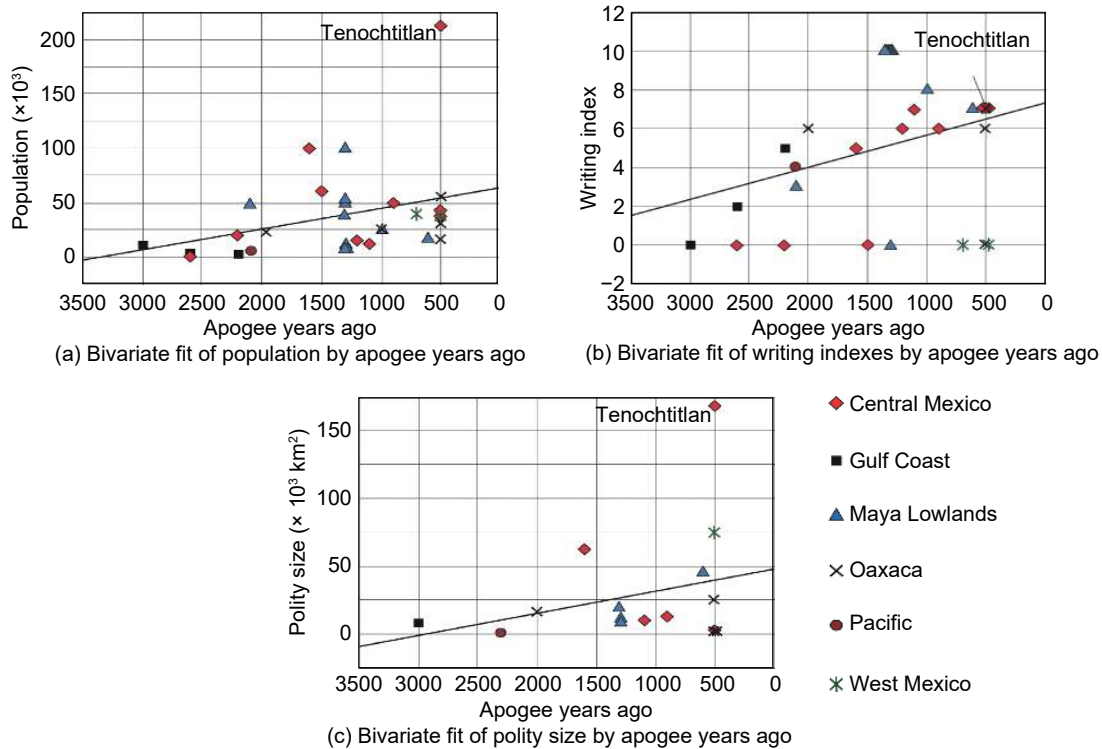 Tenochtitlan
200
150
100
50
0
Population (×10³)
3500 3000 2500 2000 1500 1000 500 0
Apogee years ago
(a) Bivariate fit of population by apogee years ago
Tenochtitlan
12
10
8
6
4
2
0
−2
Writing index
3500 3000 2500 2000 1500 1000 500 0
Apogee years ago
(b) Bivariate fit of writing indexes by apogee years ago
Tenochtitlan
150
100
50
0
Polity size (× 10³ km²)
3500 3000 2500 2000 1500 1000 500 0
Apogee years ago
(c) Bivariate fit of polity size by apogee years ago
Central Mexico
Gulf Coast
Maya Lowlands
Oaxaca
Pacific
West Mexico